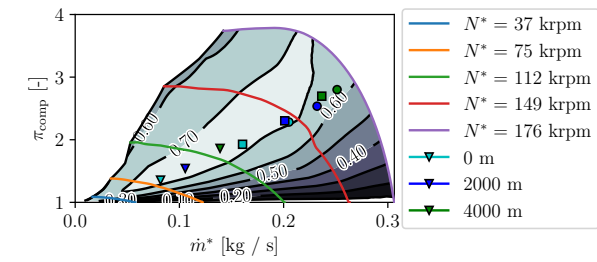 4
3
2
1
π_comp [-]
0.0
0.1
0.2
0.3
ṁ* [kg / s]
0.60
0.70
0.60
0.50
0.40
0.20
N* = 37 krpm
N* = 75 krpm
N* = 112 krpm
N* = 149 krpm
N* = 176 krpm
0 m
2000 m
4000 m